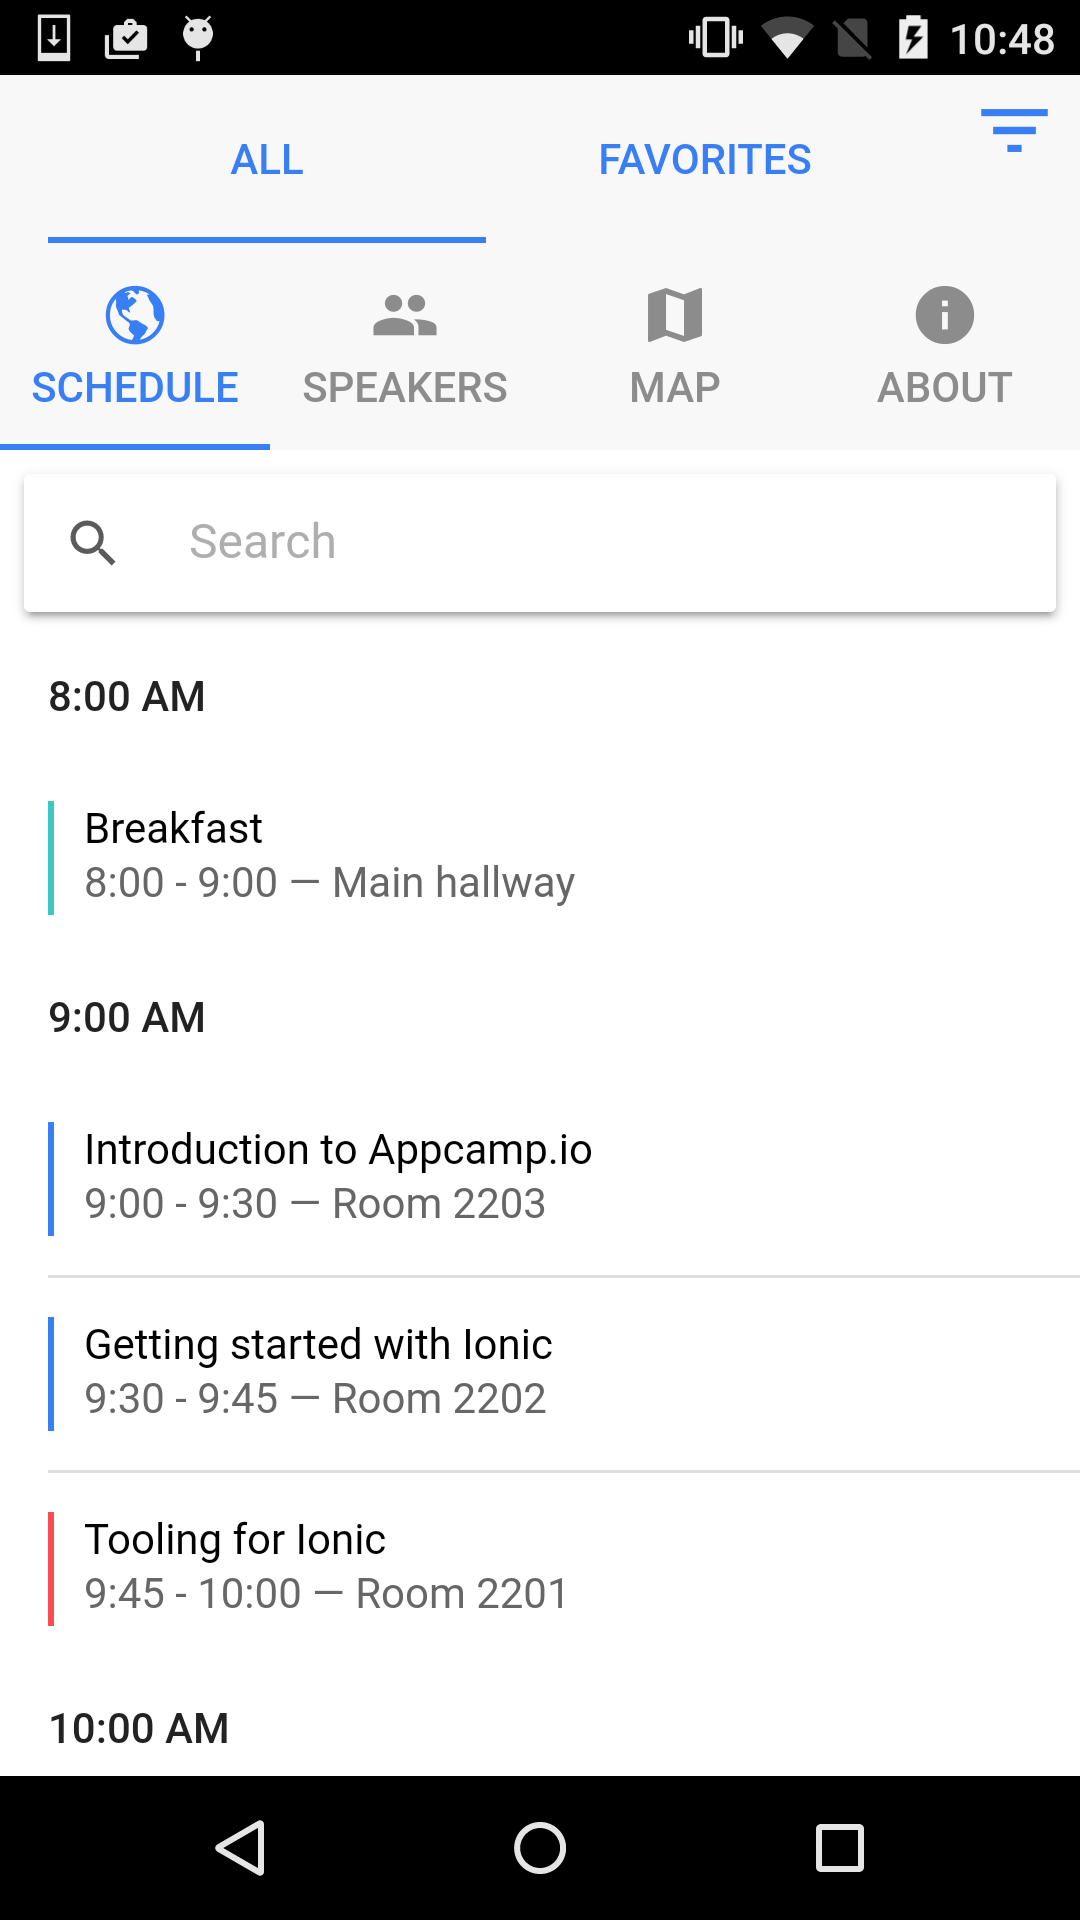 10:48
ALL
FAVORITES
SCHEDULE
SPEAKERS
MAP
ABOUT
Search
8:00 AM
Breakfast
8:00 - 9:00 — Main hallway
9:00 AM
Introduction to Appcamp.io
9:00 - 9:30 — Room 2203
Getting started with Ionic
9:30 - 9:45 — Room 2202
Tooling for Ionic
9:45 - 10:00 — Room 2201
10:00 AM